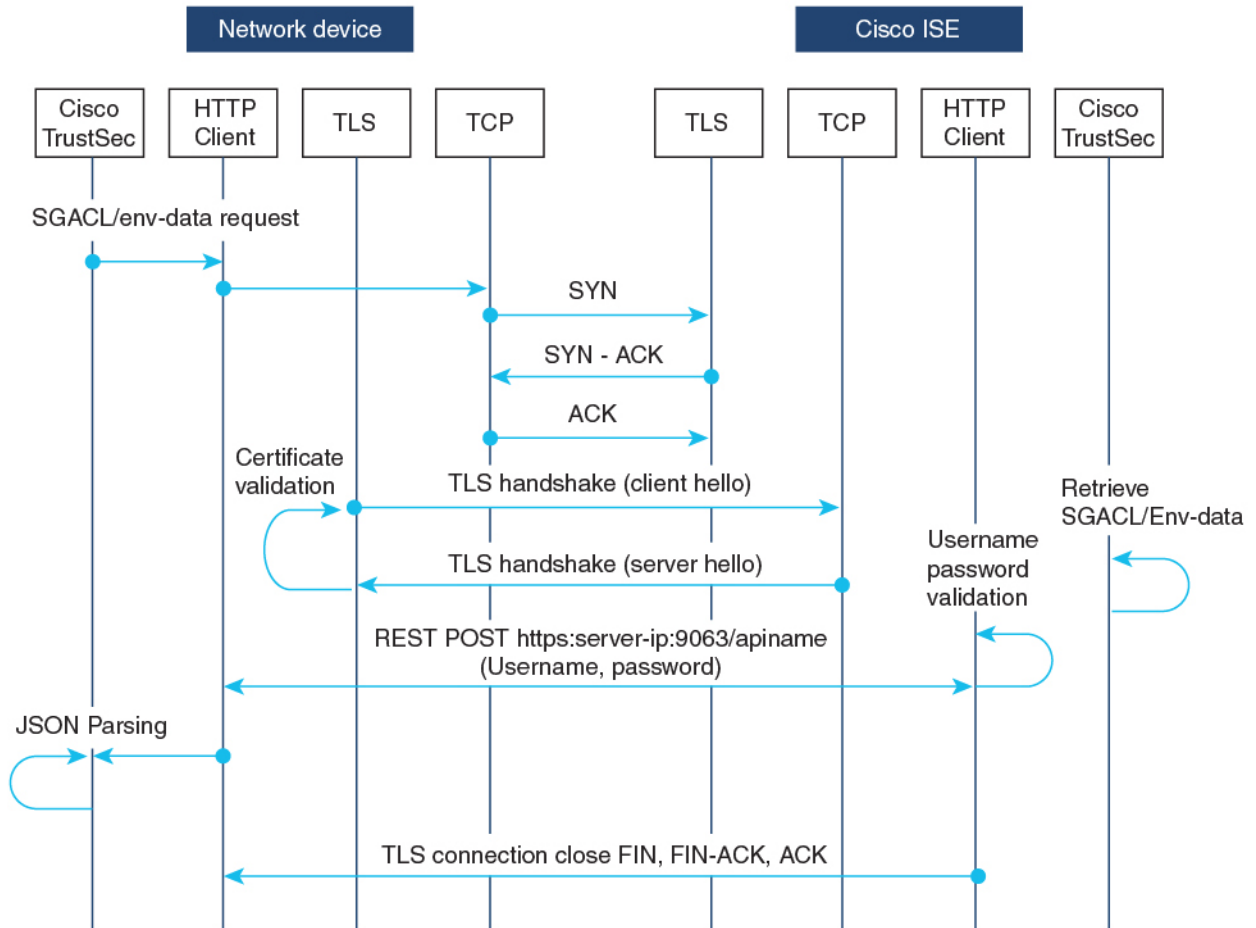 Network device
Cisco ISE
Cisco
TrustSec
HTTP
Client
TLS
TCP
TLS
TCP
HTTP
Client
Cisco
TrustSec
SGACL/env-data request
SYN
SYN - ACK
ACK
Certificate
validation
TLS handshake (client hello)
Retrieve
SGACL/Env-data
Username
password
validation
TLS handshake (server hello)
REST POST https:server-ip:9063/apiname
(Username, password)
JSON Parsing
TLS connection close FIN, FIN-ACK, ACK